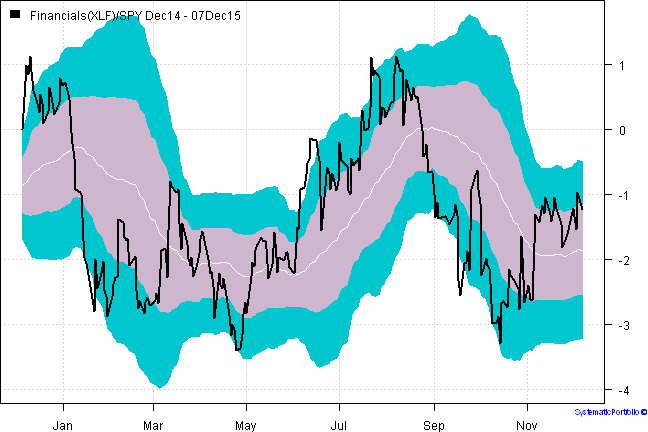 Financials(XLF)/SPY Dec14 - 07Dec15
1
0
-1
-2
-3
-4
Jan Mar May Jul Sep Nov
SystematicPortfolio ©